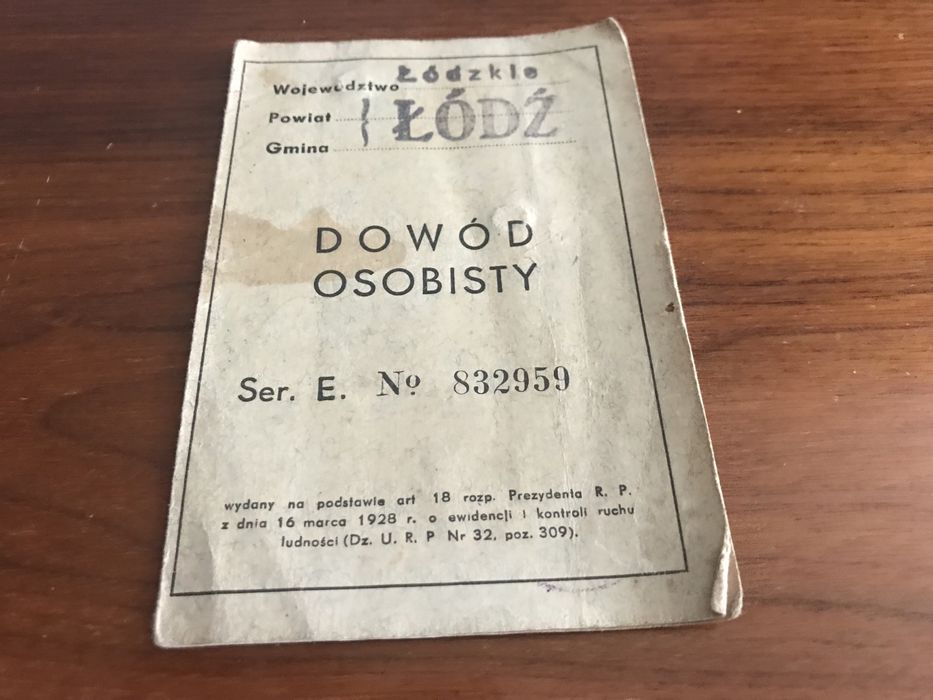 Województwo Łódzkie
Powiat ŁÓDŹ
Gmina
DOWÓD
OSOBISTY
Ser. E. Nº 832959
wydany na podstawie art 18 rozp. Prezydenta R. P.
z dnia 16 marca 1928 r. o ewidencji i kontroli ruchu
ludności (Dz. U. R. P Nr 32, poz. 309).